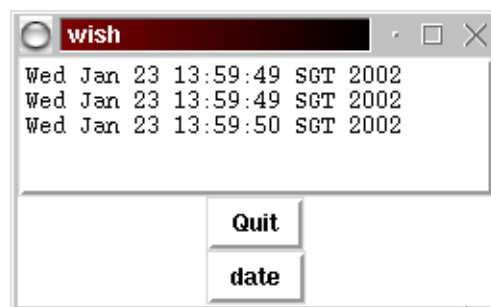 wish
Wed Jan 23 13:59:49 SGT 2002
Wed Jan 23 13:59:49 SGT 2002
Wed Jan 23 13:59:50 SGT 2002
Quit
date